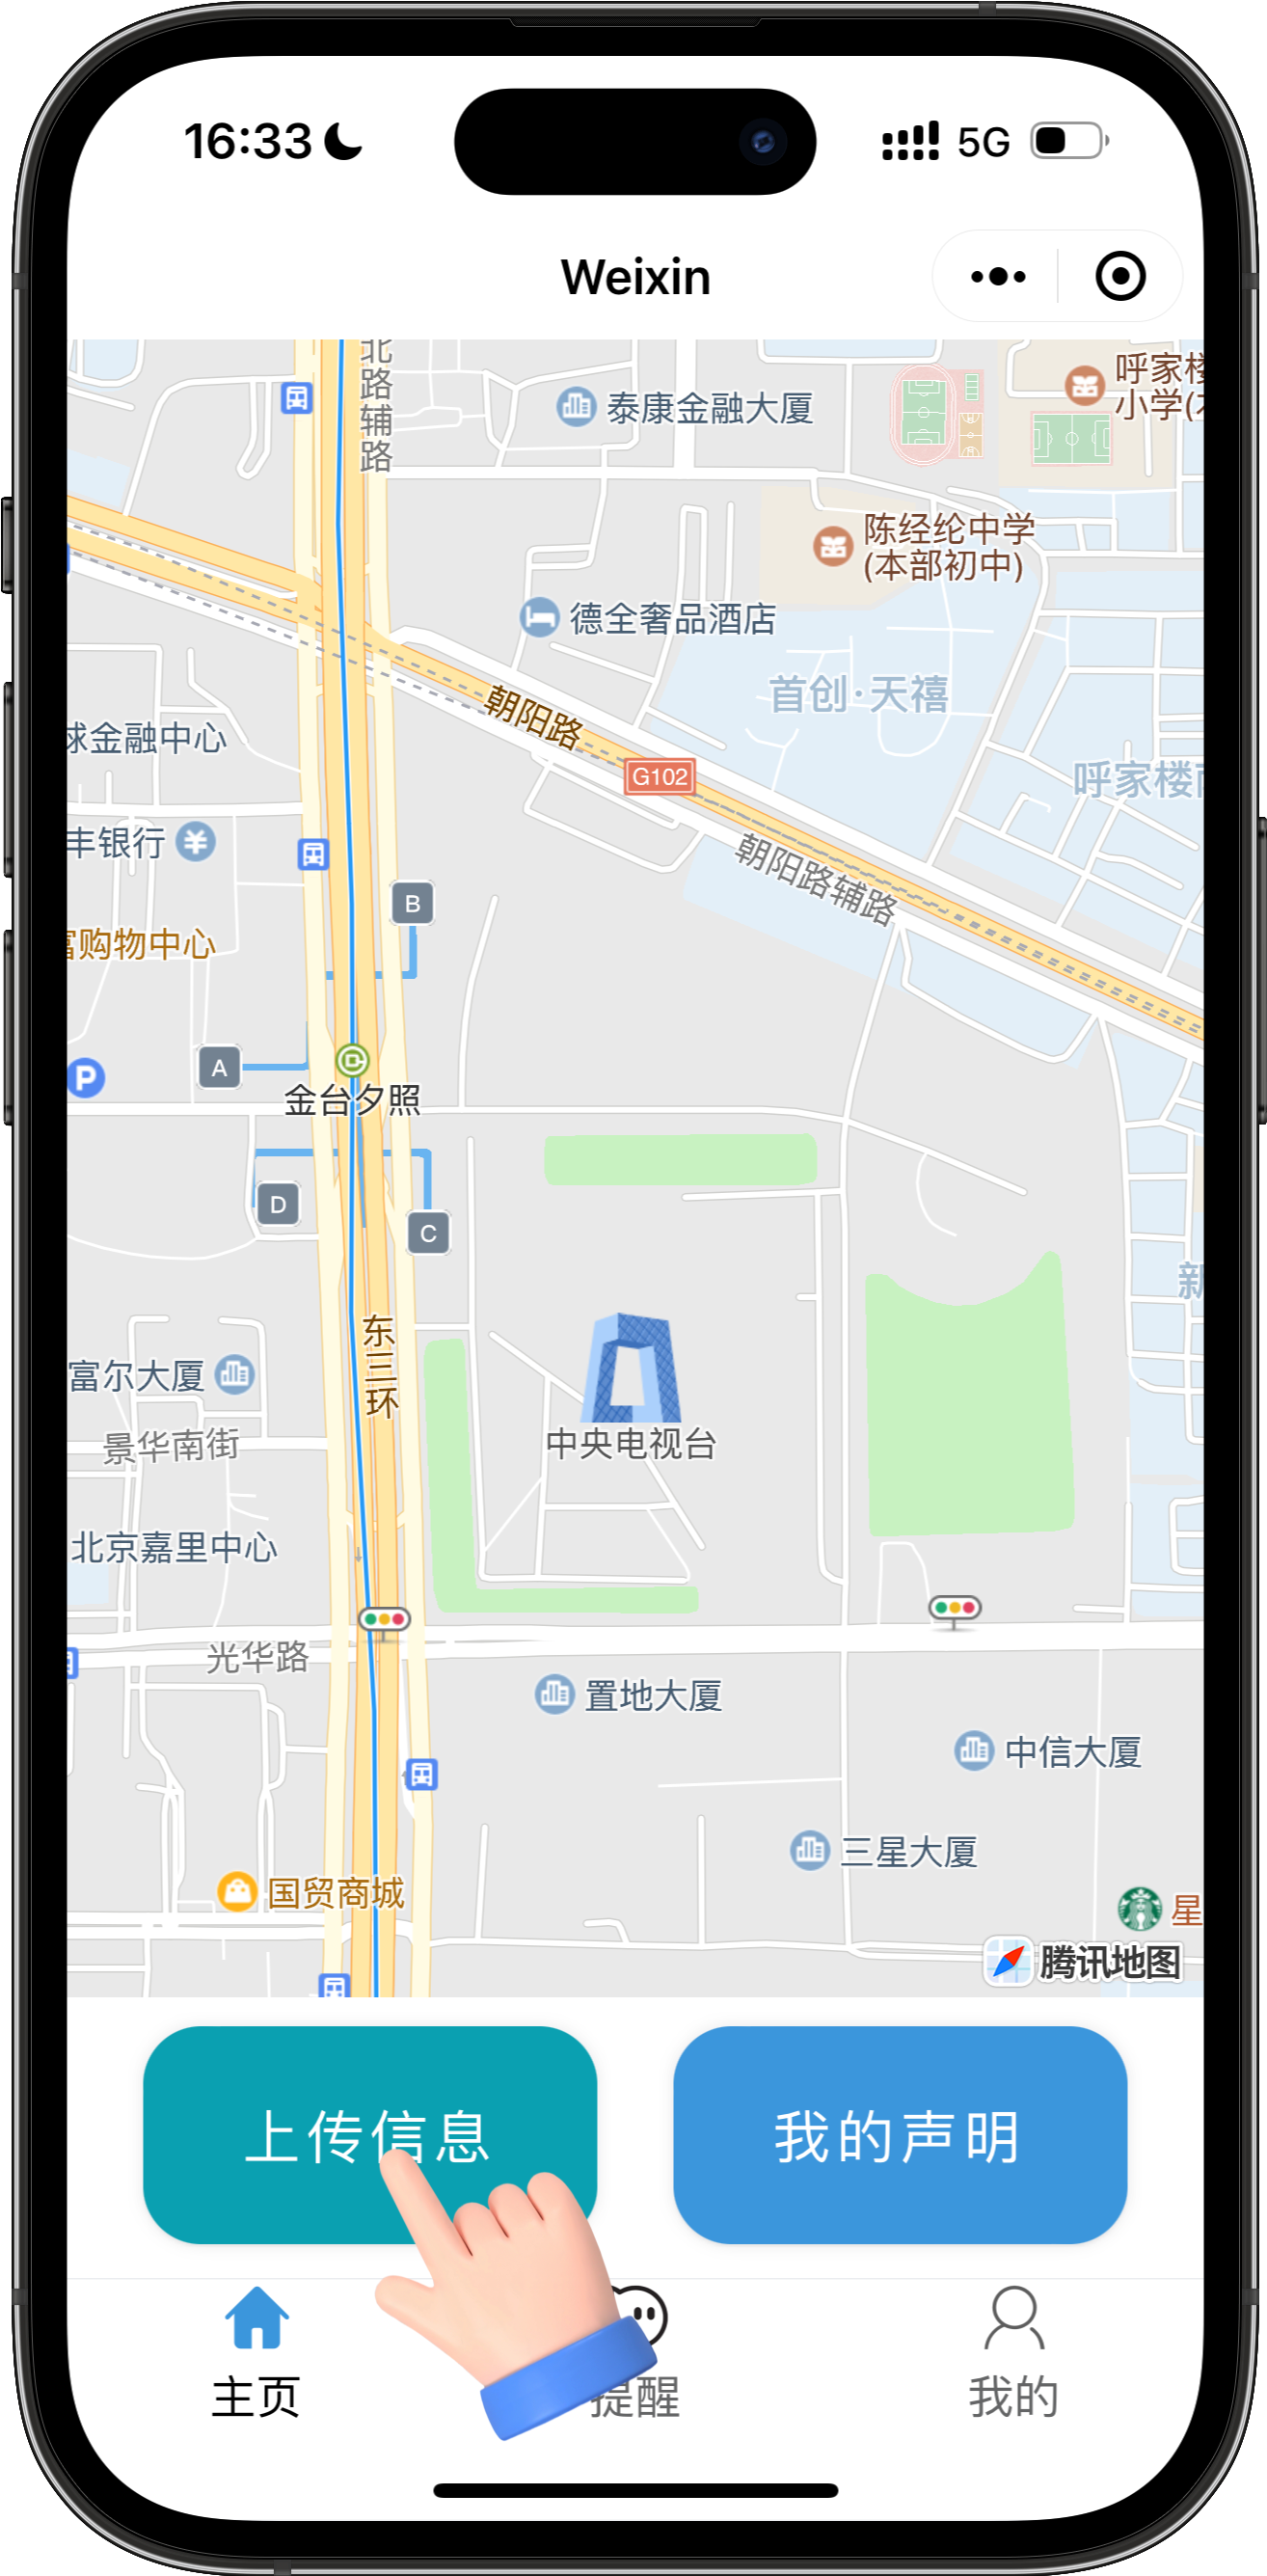 16:33
5G
Weixin
北路辅路
泰康金融大厦
呼家楼
小学(本
陈经纶中学
(本部初中)
德全奢品酒店
首创·天禧
朝阳路
G102
球金融中心
呼家楼南
丰银行
朝阳路辅路
B
富购物中心
A
P
金台夕照
D
C
新
东三环
富尔大厦
中央电视台
景华南街
北京嘉里中心
光华路
置地大厦
中信大厦
三星大厦
国贸商城
星
腾讯地图
上传信息
我的声明
主页
提醒
我的